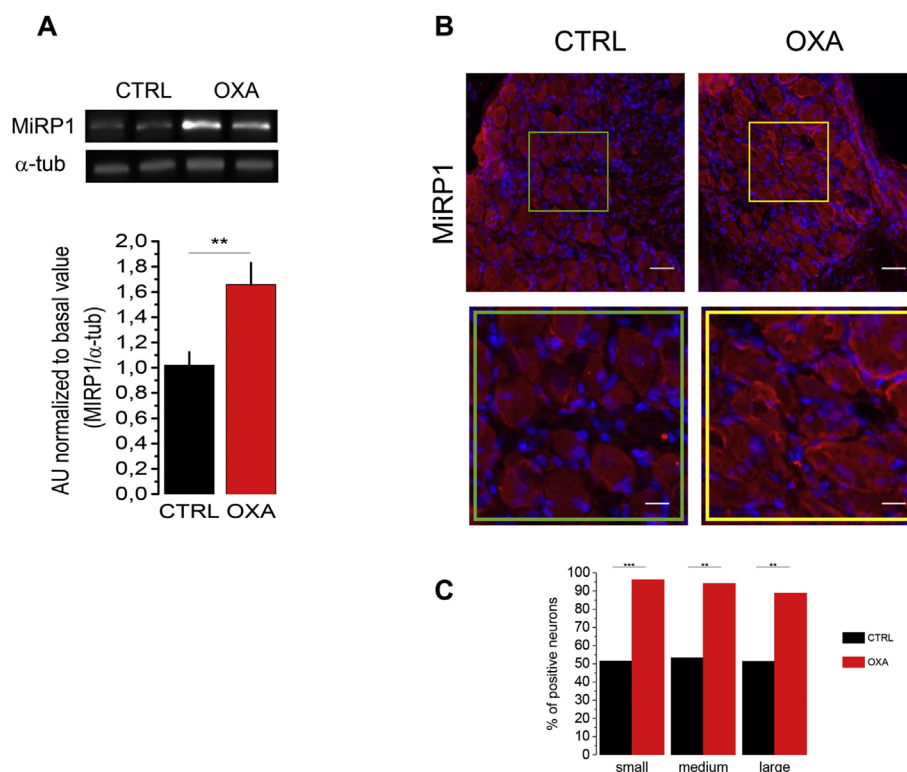 A
CTRL OXA
MiRP1
α-tub
**
2,0
1,8
1,6
1,4
1,2
1,0
0,8
0,6
0,4
0,2
0,0
AU normalized to basal value
(MIRP1/α-tub)
CTRL OXA
B
CTRL OXA
MiRP1
C
*** ** **
100
90
80
70
60
50
40
30
20
10
0
% of positive neurons
small medium large
CTRL
OXA